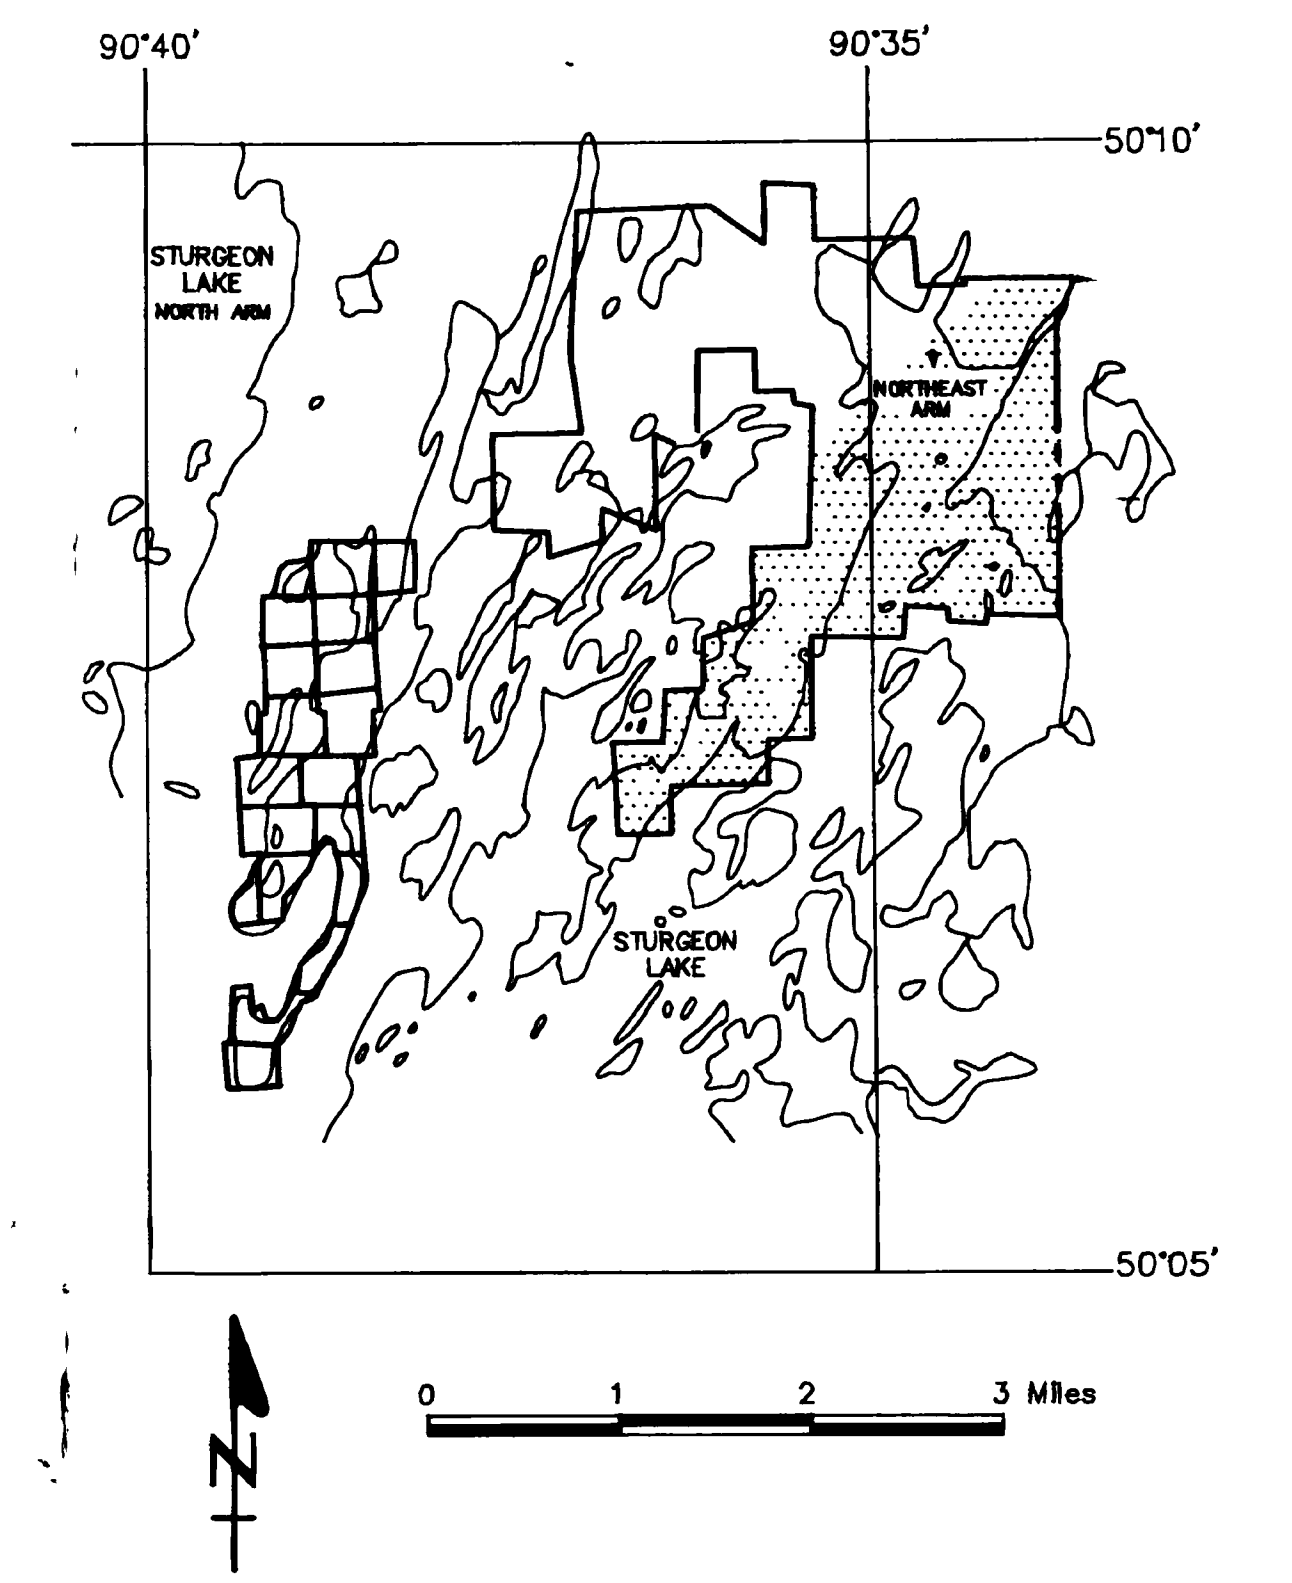 90°40'
90°35'
50°10'
STURGEON
LAKE
NORTH ARM
NORTHEAST
ARM
STURGEON
LAKE
50°05'
0 1 2 3 Miles
N